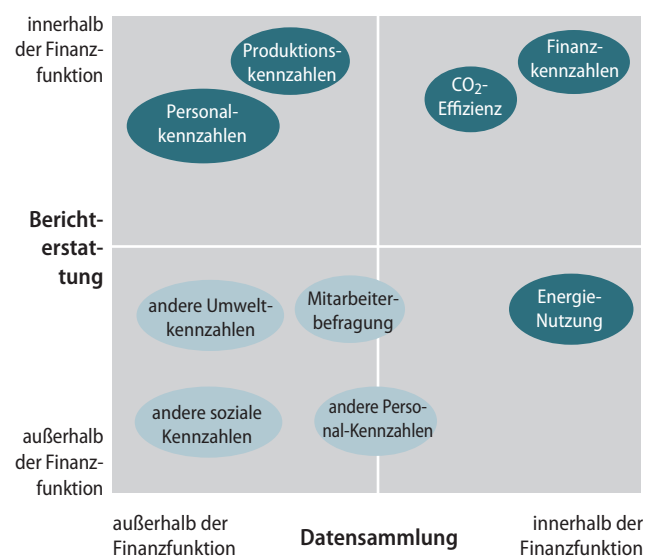 innerhalb
der Finanz-
funktion
Produktions-
kennzahlen
Finanz-
kennzahlen
CO₂-
Effizienz
Personal-
kennzahlen
Bericht-
erstat-
tung
andere Umwelt-
kennzahlen
Mitarbeiter-
befragung
Energie-
Nutzung
andere soziale
Kennzahlen
andere Perso-
nal-Kennzahlen
außerhalb
der Finanz-
funktion
außerhalb der
Finanzfunktion
Datensammlung
innerhalb der
Finanzfunktion